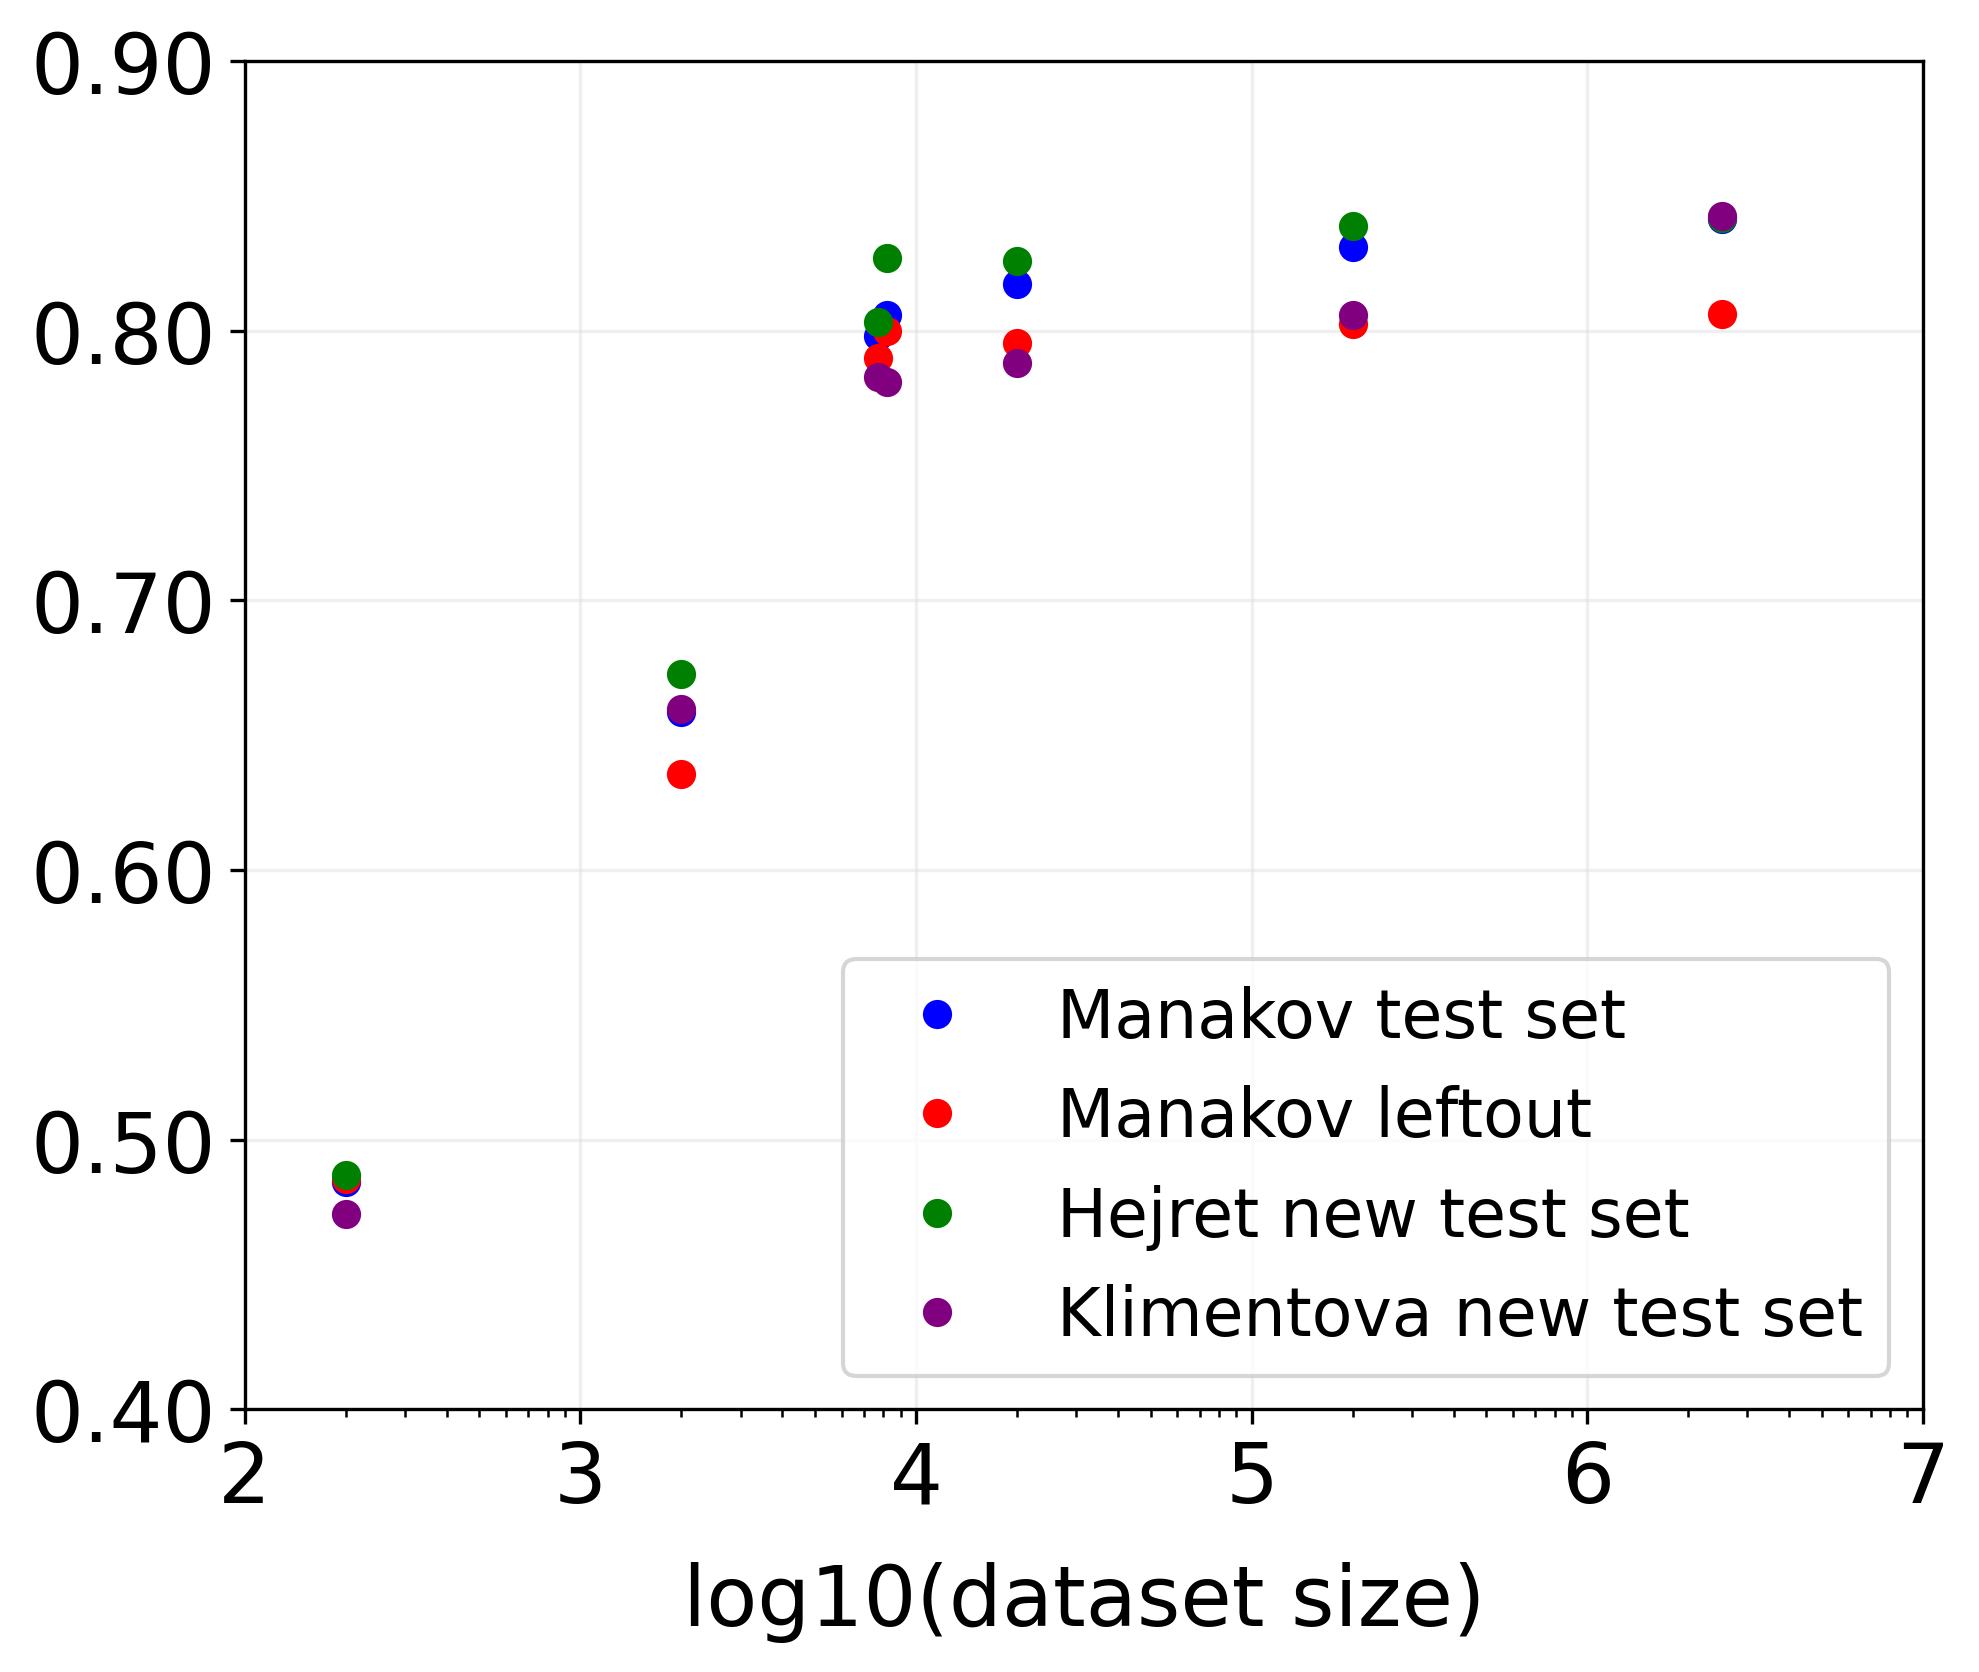 0.90
0.80
0.70
0.60
0.50
0.40
Manakov test set
Manakov leftout
Hejret new test set
Klimentova new test set
2 3 4 5 6 7
log10(dataset size)